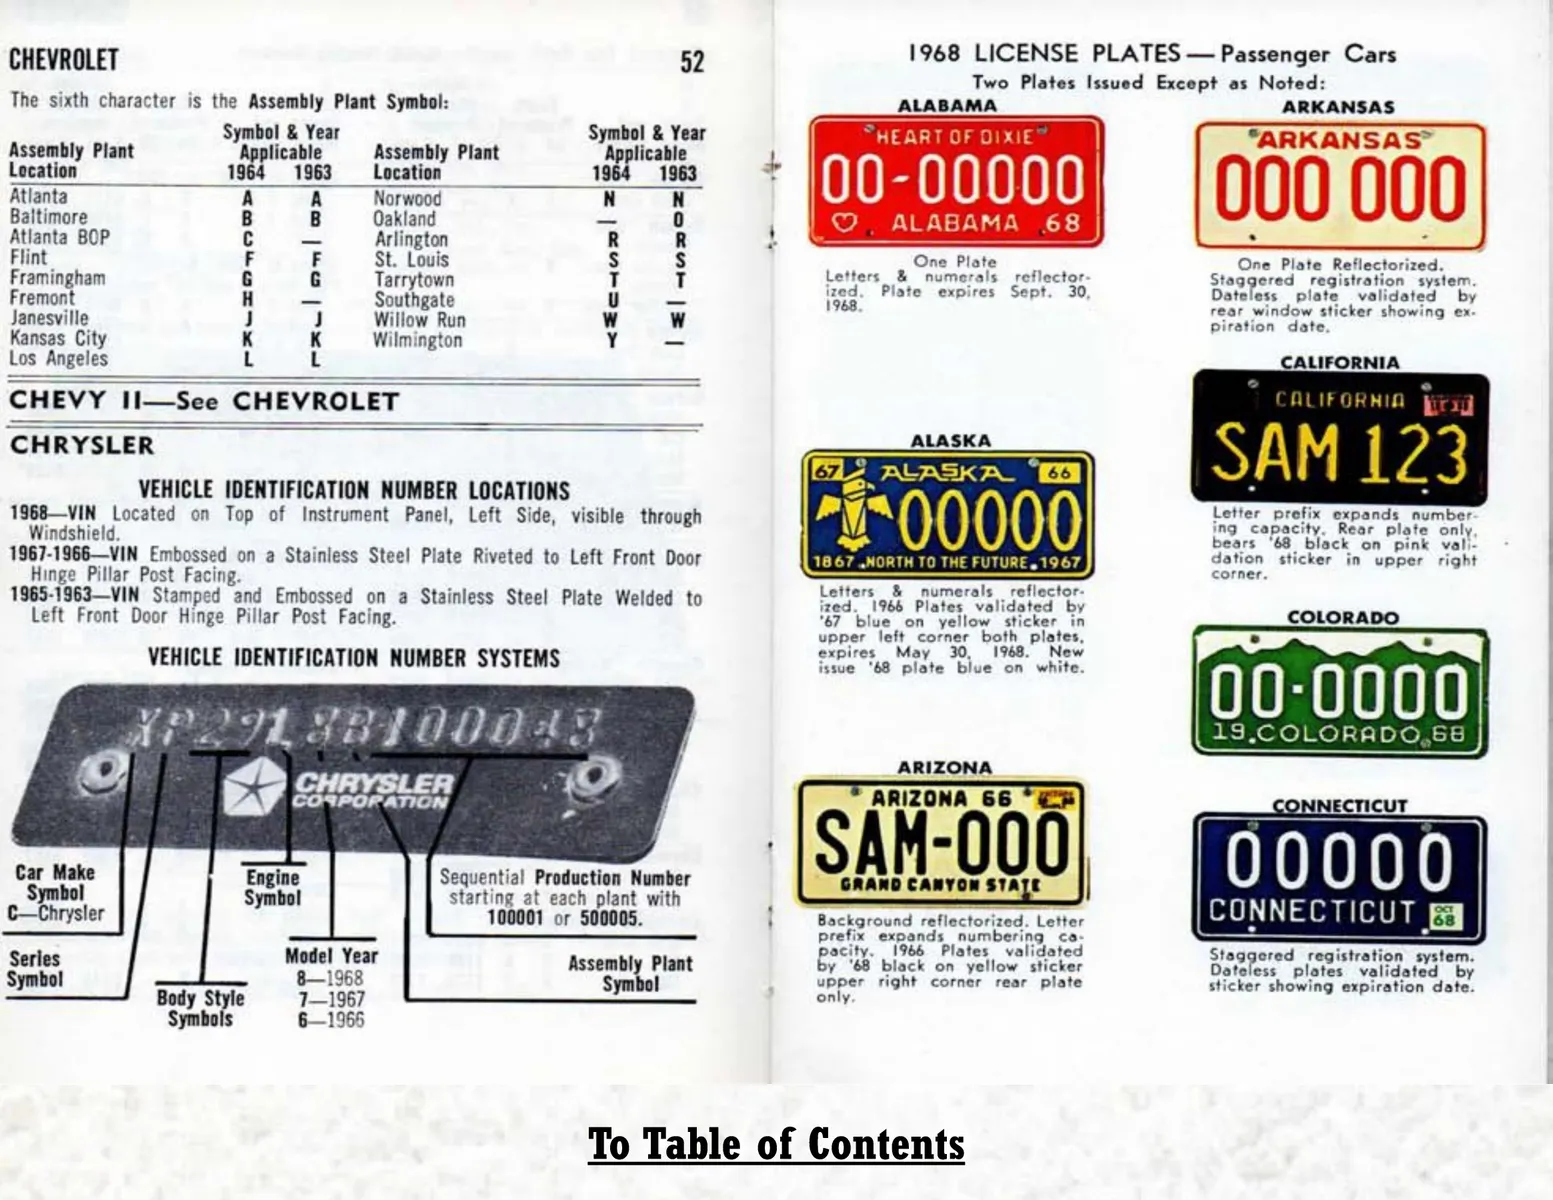 CHEVROLET 52
The sixth character is the Assembly Plant Symbol:
Symbol & Year Symbol & Year
Assembly Plant Applicable Assembly Plant Applicable
Location 1964 1963 Location 1964 1963
Atlanta A A Norwood N N
Baltimore B B Oakland — O
Atlanta BOP C — Arlington R R
Flint F F St. Louis S S
Framingham G G Tarrytown T T
Fremont H — Southgate U —
Janesville J J Willow Run W W
Kansas City K K Wilmington Y —
Los Angeles L L
CHEVY II—See CHEVROLET
CHRYSLER
VEHICLE IDENTIFICATION NUMBER LOCATIONS
1968—VIN Located on Top of Instrument Panel, Left Side, visible through
Windshield.
1967-1966—VIN Embossed on a Stainless Steel Plate Riveted to Left Front Door
Hinge Pillar Post Facing.
1965-1963—VIN Stamped and Embossed on a Stainless Steel Plate Welded to
Left Front Door Hinge Pillar Post Facing.
VEHICLE IDENTIFICATION NUMBER SYSTEMS
CHRYSLER
CORPORATION
Car Make
Symbol
C—Chrysler
Series
Symbol
Body Style
Symbols
Engine
Symbol
Model Year
8—1968
7—1967
6—1966
Sequential Production Number
starting at each plant with
100001 or 500005.
Assembly Plant
Symbol
1968 LICENSE PLATES — Passenger Cars
Two Plates Issued Except as Noted:
ALABAMA
HEART OF DIXIE
00-00000
ALABAMA 68
One Plate
Letters & numerals reflector-
ized. Plate expires Sept. 30,
1968.
ALASKA
67 ALASKA 66
00000
1867 NORTH TO THE FUTURE 1967
Letters & numerals reflector-
ized. 1966 Plates validated by
'67 blue on yellow sticker in
upper left corner both plates,
expires May 30, 1968. New
issue '68 plate blue on white.
ARIZONA
ARIZONA 66
SAM-000
GRAND CANYON STATE
Background reflectorized. Letter
prefix expands numbering ca-
pacity. 1966 Plates validated
by '68 black on yellow sticker
upper right corner rear plate
only.
ARKANSAS
ARKANSAS
000 000
One Plate Reflectorized.
Staggered registration system.
Dateless plate validated by
rear window sticker showing ex-
piration date.
CALIFORNIA
CALIFORNIA
SAM 123
Letter prefix expands number-
ing capacity. Rear plate only,
bears '68 black on pink vali-
dation sticker in upper right
corner.
COLORADO
00-0000
19 COLORADO 68
CONNECTICUT
00000
CONNECTICUT OCT 68
Staggered registration system.
Dateless plates validated by
sticker showing expiration date.
To Table of Contents